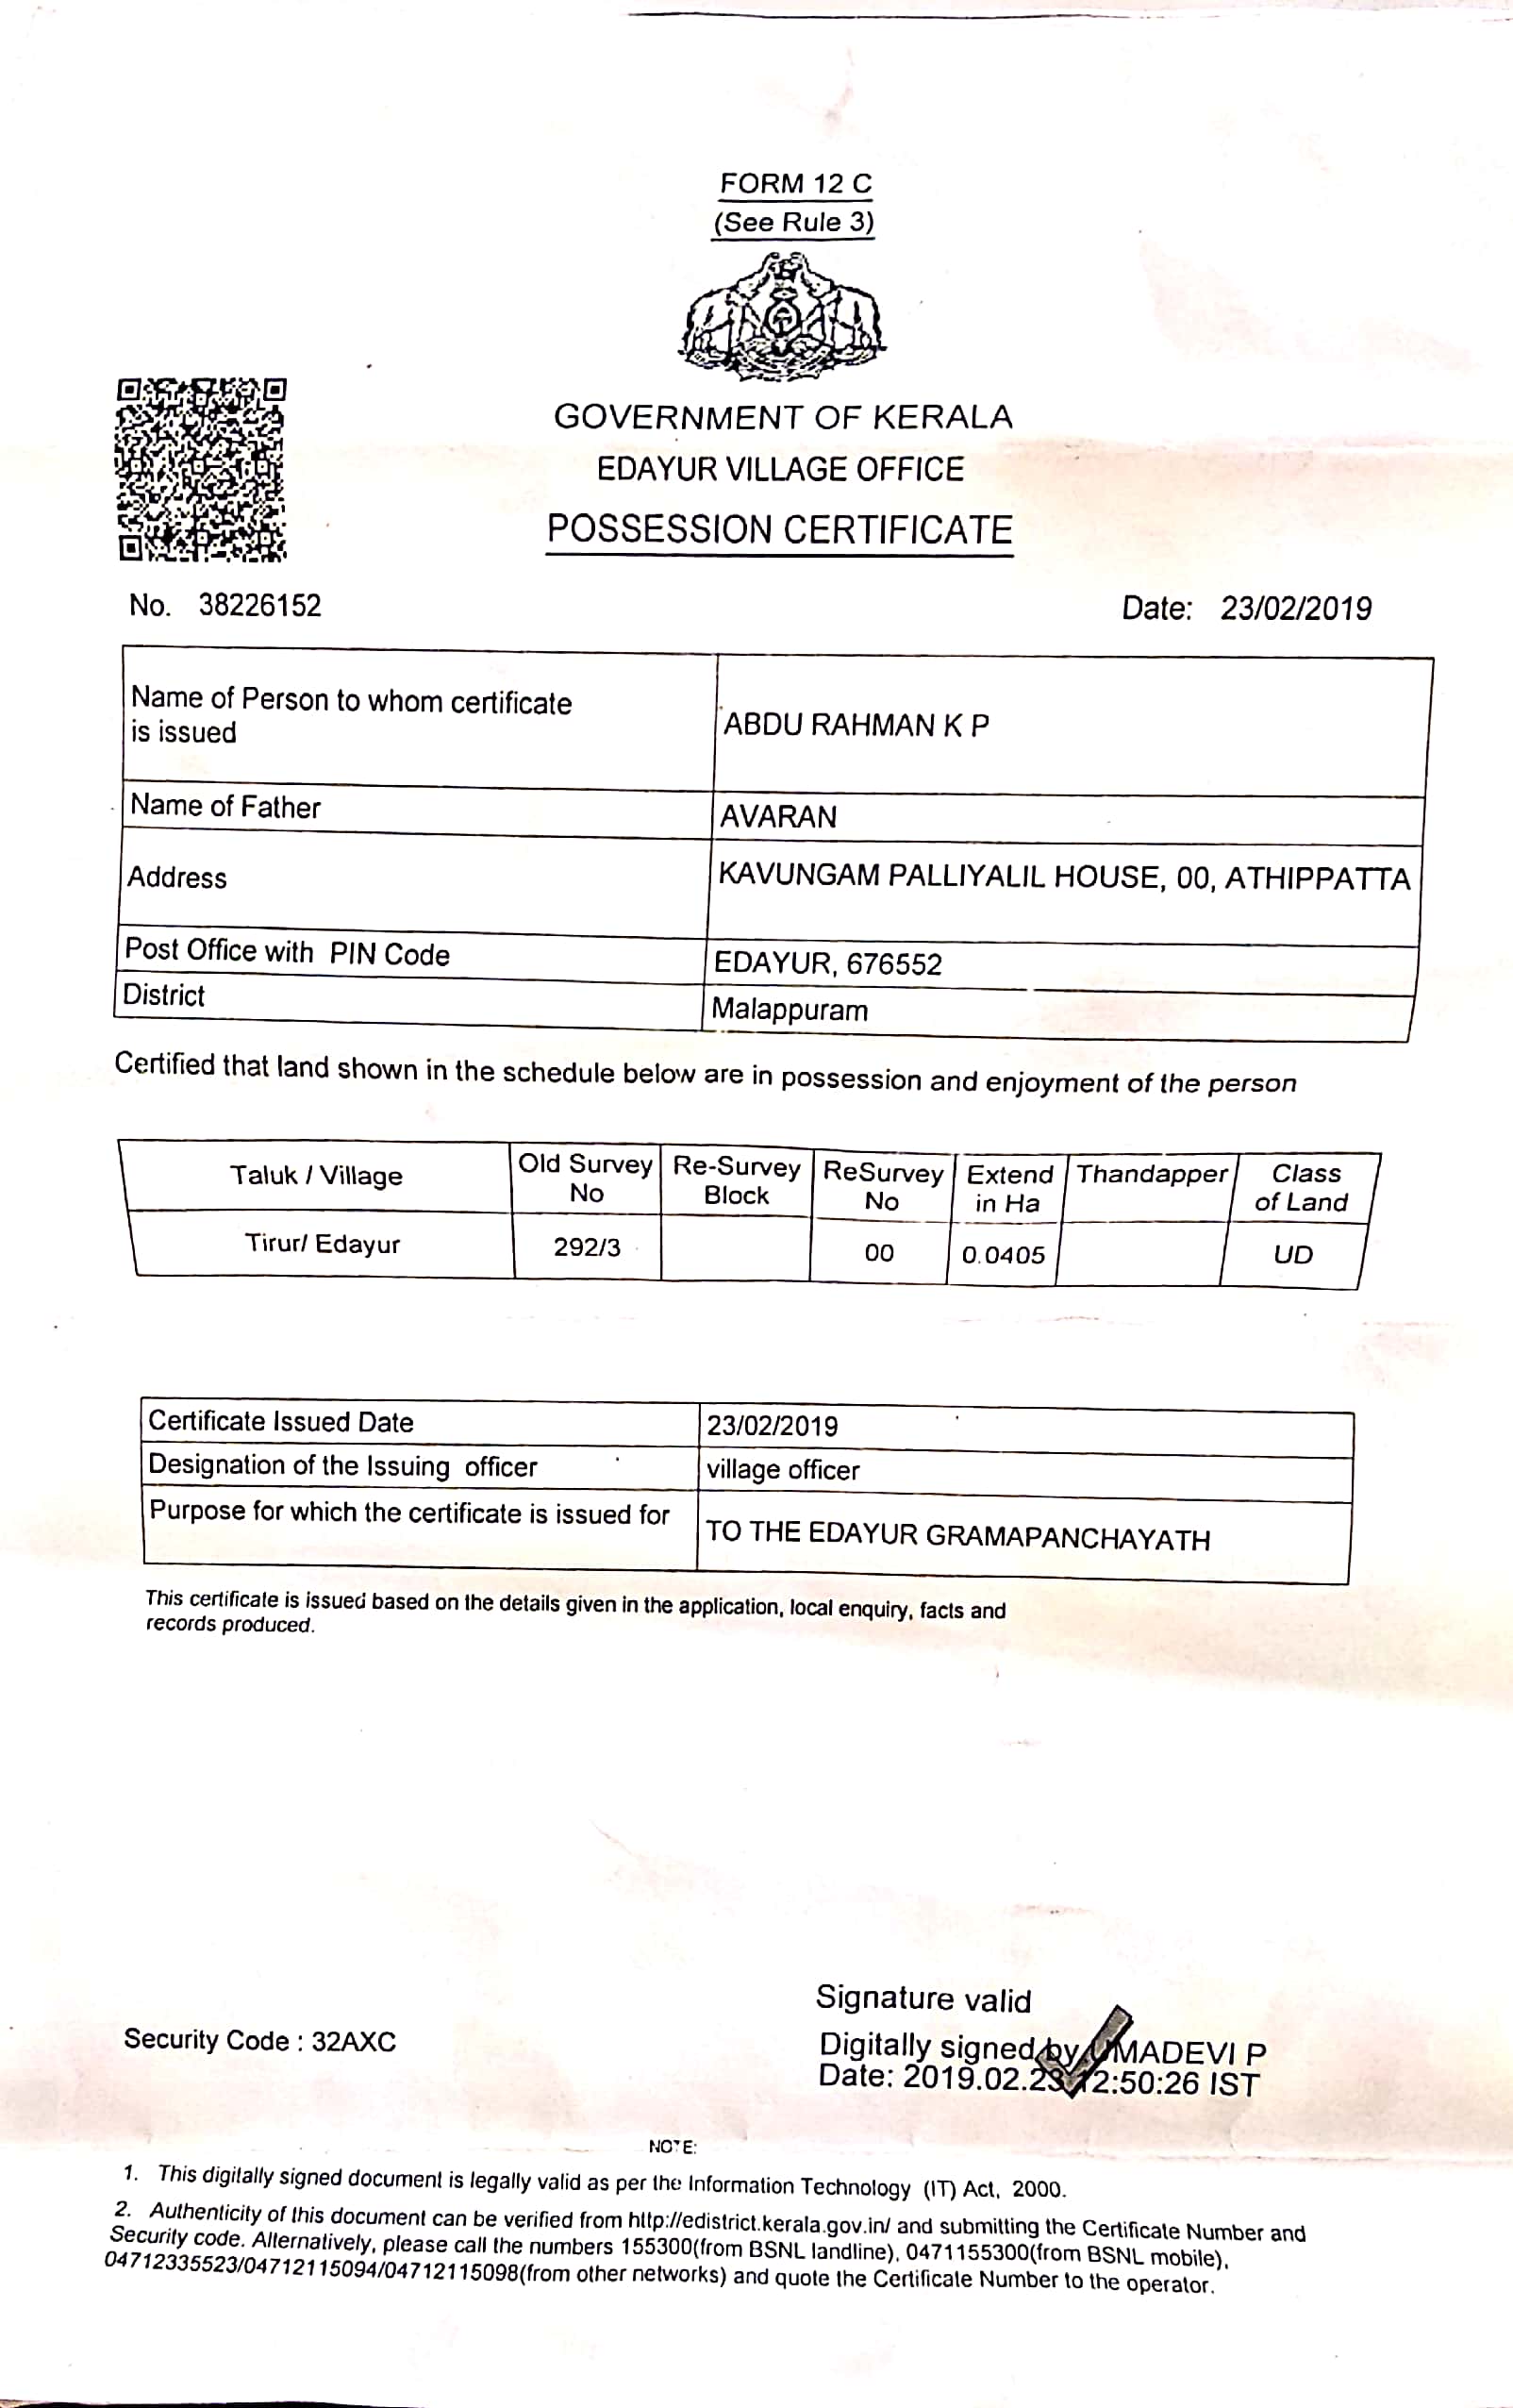 FORM 12 C
(See Rule 3)
GOVERNMENT OF KERALA
EDAYUR VILLAGE OFFICE
POSSESSION CERTIFICATE
No. 38226152 Date: 23/02/2019
Name of Person to whom certificate
is issued
ABDU RAHMAN K P
Name of Father AVARAN
Address KAVUNGAM PALLIYALIL HOUSE, 00, ATHIPPATTA
Post Office with PIN Code EDAYUR, 676552
District Malappuram
Certified that land shown in the schedule below are in possession and enjoyment of the person
Taluk / Village Old Survey No Re-Survey Block ReSurvey No Extend in Ha Thandapper Class of Land
Tirur/ Edayur 292/3 00 0.0405 UD
Certificate Issued Date 23/02/2019
Designation of the Issuing officer village officer
Purpose for which the certificate is issued for TO THE EDAYUR GRAMAPANCHAYATH
This certificate is issued based on the details given in the application, local enquiry, facts and
records produced.
Signature valid
Security Code : 32AXC
Digitally signed by UMADEVI P
Date: 2019.02.23 12:50:26 IST
NOTE:
1. This digitally signed document is legally valid as per the Information Technology (IT) Act, 2000.
2. Authenticity of this document can be verified from http://edistrict.kerala.gov.in/ and submitting the Certificate Number and
Security code. Alternatively, please call the numbers 155300(from BSNL landline), 0471155300(from BSNL mobile),
04712335523/04712115094/04712115098(from other networks) and quote the Certificate Number to the operator.